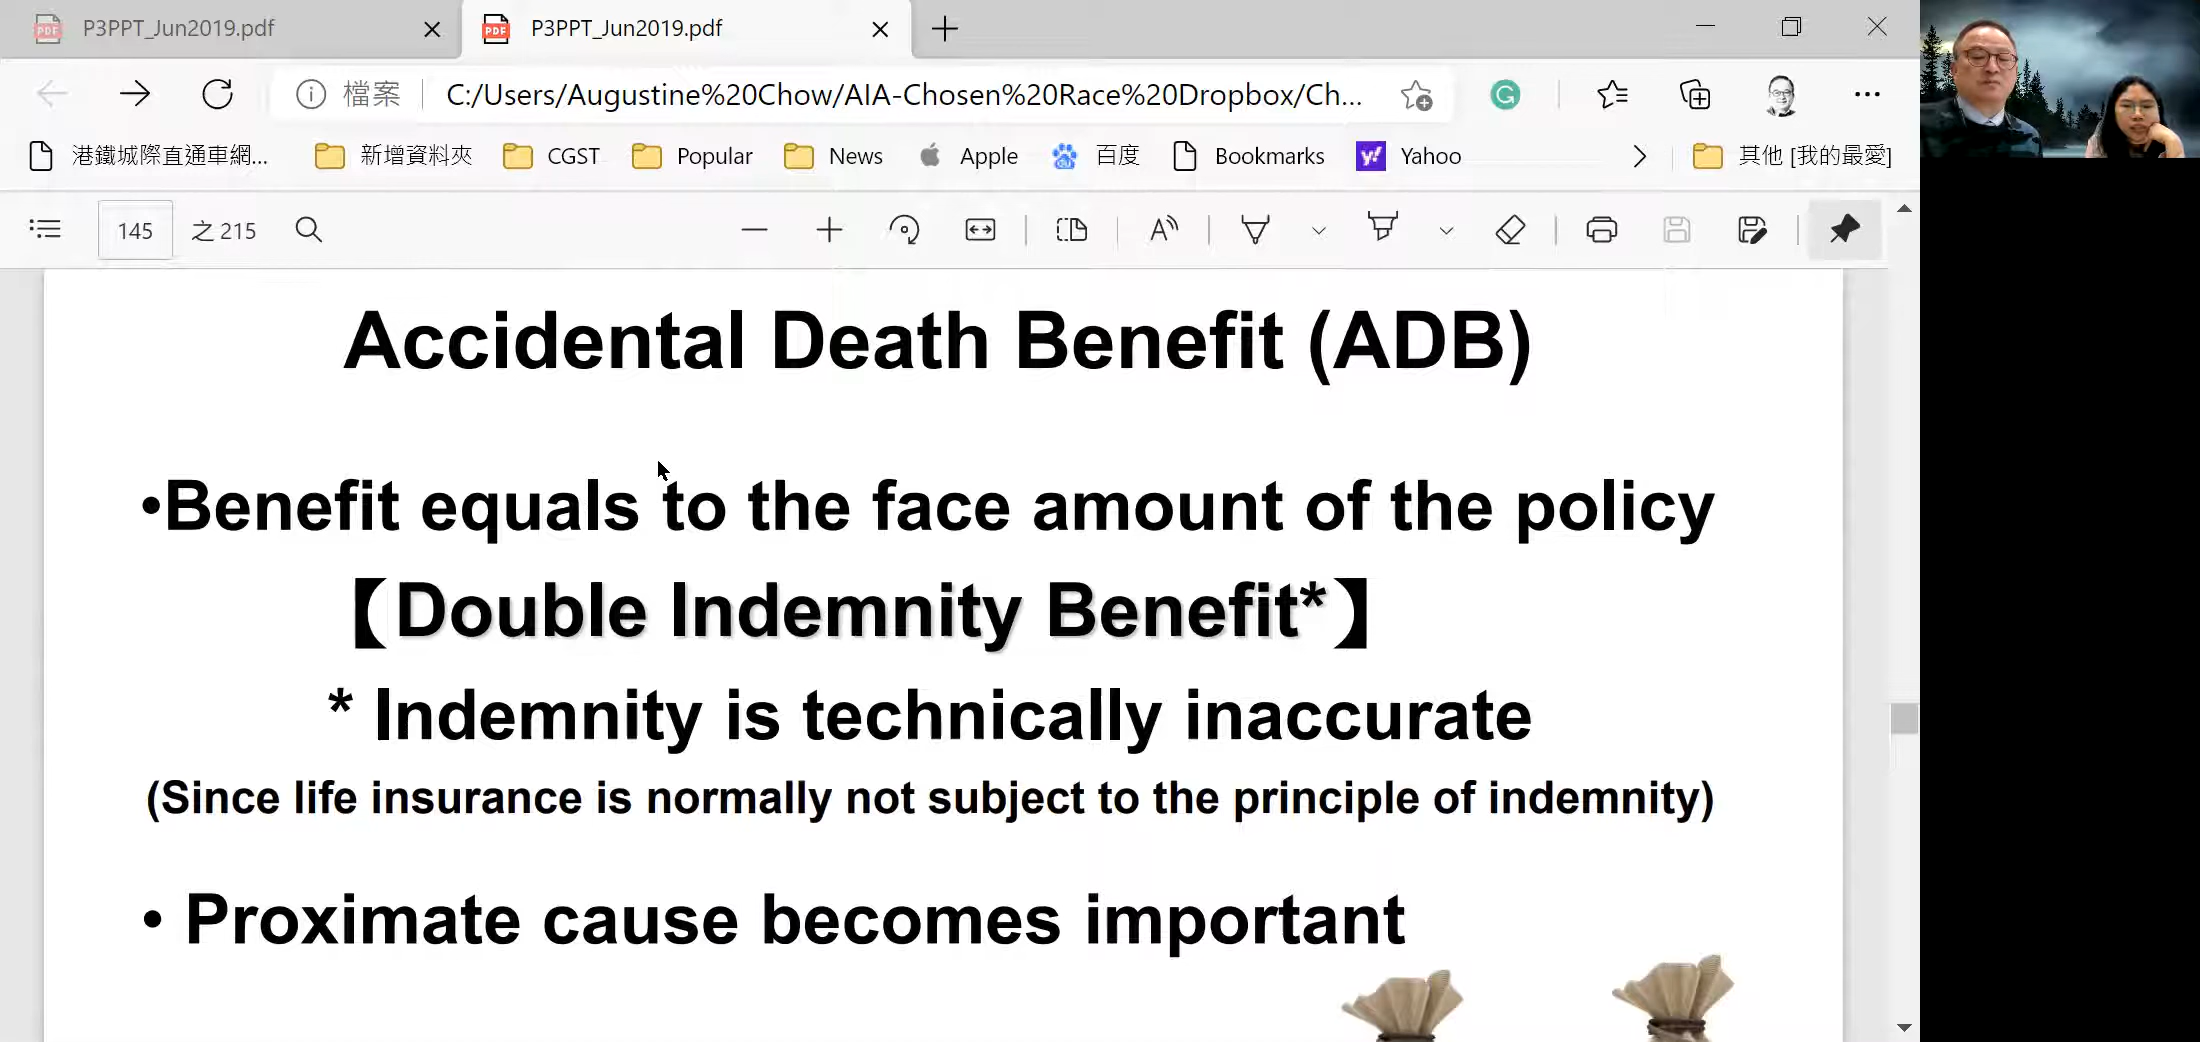 P3PPT_Jun2019.pdf
P3PPT_Jun2019.pdf
檔案
C:/Users/Augustine%20Chow/AIA-Chosen%20Race%20Dropbox/Ch...
港鐵城際直通車網...
新增資料夾
CGST
Popular
News
Apple
百度
Bookmarks
Yahoo
其他 [我的最愛]
145 之 215
Accidental Death Benefit (ADB)
•Benefit equals to the face amount of the policy
【Double Indemnity Benefit*】
* Indemnity is technically inaccurate
(Since life insurance is normally not subject to the principle of indemnity)
• Proximate cause becomes important